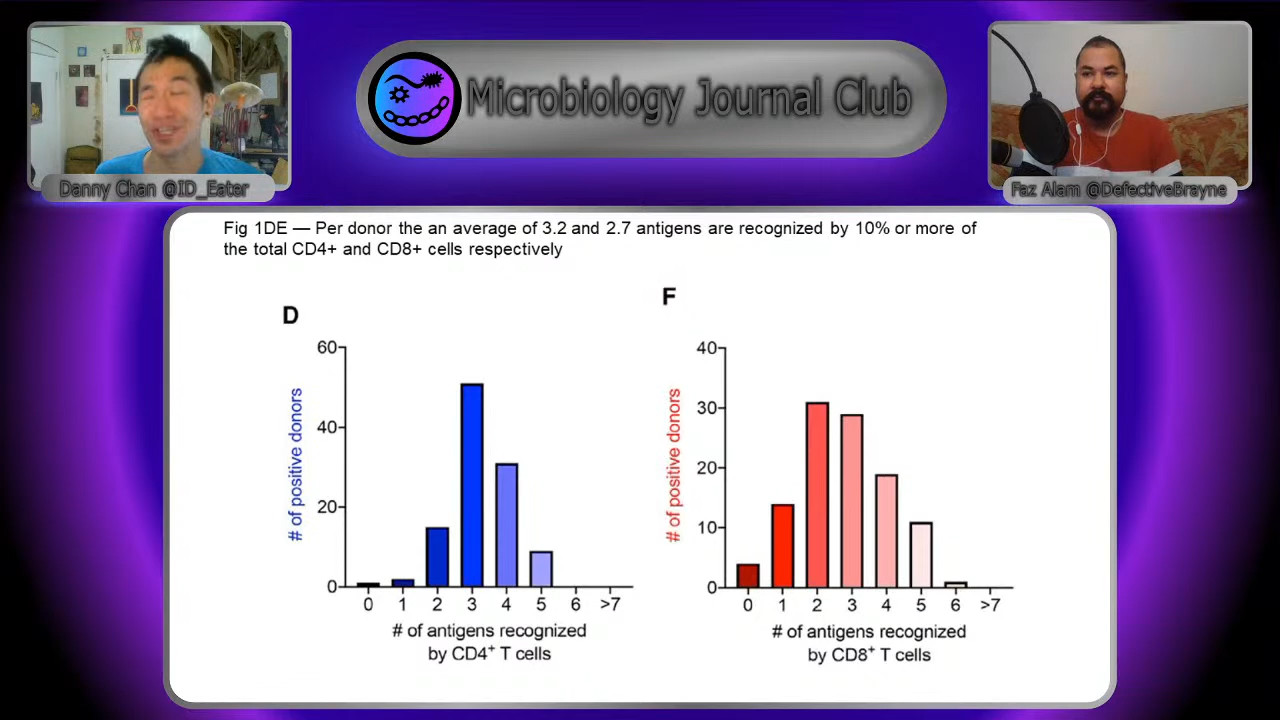 Microbiology Journal Club
Danny Chan @ID_Eater
Faz Alam @DefectiveBrayne
Fig 1DE — Per donor the an average of 3.2 and 2.7 antigens are recognized by 10% or more of
the total CD4+ and CD8+ cells respectively
D
60
40
20
0
# of positive donors
0 1 2 3 4 5 6 >7
# of antigens recognized
by CD4⁺ T cells
F
40
30
20
10
0
# of positive donors
0 1 2 3 4 5 6 >7
# of antigens recognized
by CD8⁺ T cells